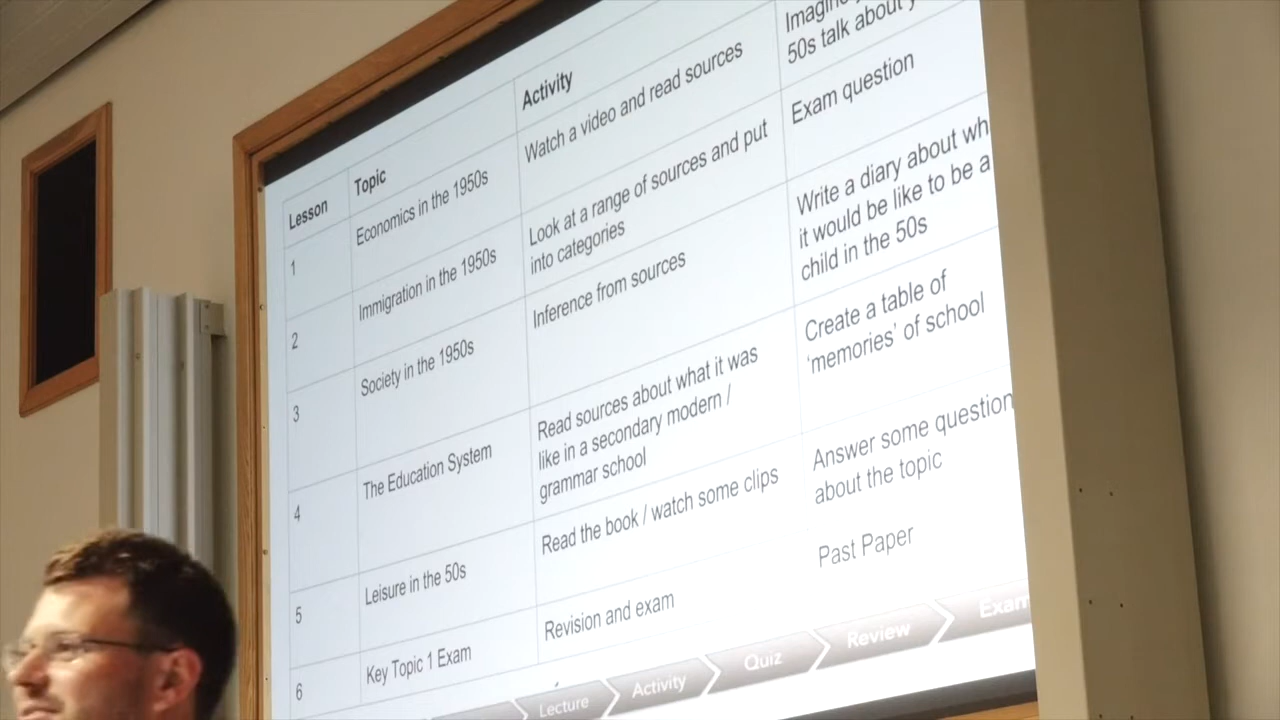 Lesson
Topic
Activity
1
Economics in the 1950s
Watch a video and read sources
50s talk about
2
Immigration in the 1950s
Look at a range of sources and put
into categories
Exam question
3
Society in the 1950s
Inference from sources
Write a diary about
it would be like to be a
child in the 50s
4
The Education System
Read sources about what it was
like in a secondary modern /
grammar school
Create a table of
‘memories’ of school
5
Leisure in the 50s
Read the book / watch some clips
Answer some question
about the topic
6
Key Topic 1 Exam
Revision and exam
Past Paper
Lecture
Activity
Quiz
Review
Exam